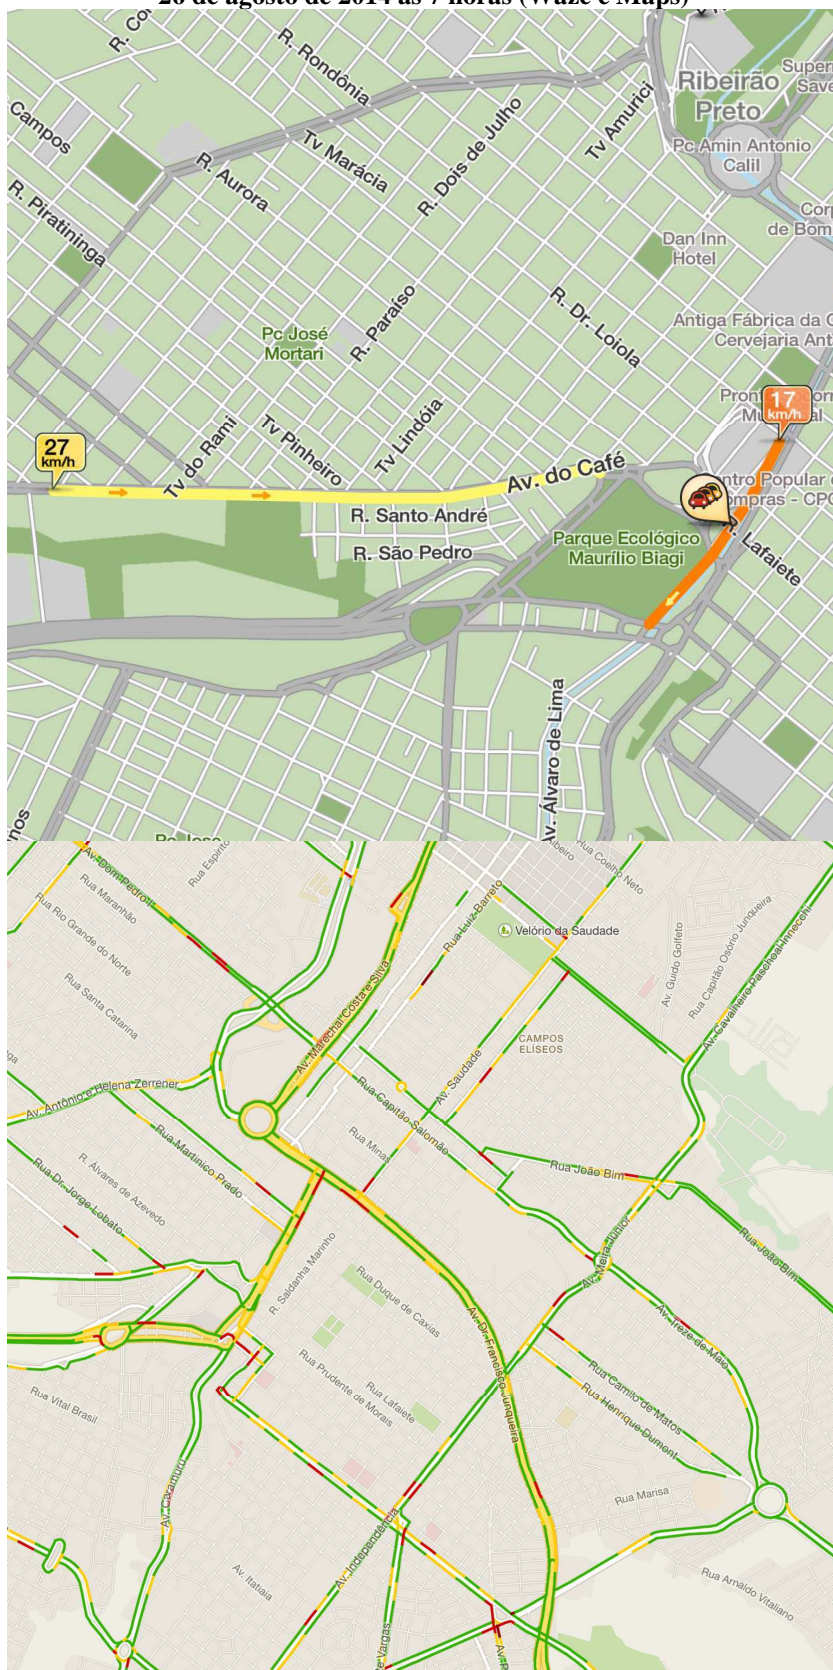 26 de agosto de 2014 às 7 horas (Waze e Maps)
R. Rondônia
Ribeirão
Preto
Campos
Tv Marácia
R. Dois de Julho
Tv Amurici
Pc Amin Antonio
Calil
R. Aurora
R. Piratininga
Dan Inn
Hotel
R. Paraíso
R. Dr. Loiola
Pc José
Mortari
Antiga Fábrica da
Cervejaria
17
km/h
27
km/h
Tv do Rami
Tv Pinheiro
Tv Lindóia
Av. do Café
R. Santo André
R. São Pedro
Parque Ecológico
Maurílio Biagi
Lafaiete
Av. Álvaro de Lima
Av. Dom Pedro I
Rua Maranhão
Rua Rio Grande do Norte
Rua Santa Catarina
Rua Luiz Barreto
Rua Coelho Neto
Velório da Saudade
Av. Guido Golfeto
Rua Capitão Osório Junqueira
Av. Cavalheiro Paschoal Innecchi
Av. Marechal Costa e Silva
CAMPOS
ELÍSEOS
Av. Saudade
Av. Antônio e Helena Zerrener
Rua Capitão Salomão
Rua Minas
Rua Martinico Prado
R. Álvares de Azevedo
Rua Dr. Jorge Lobato
Rua João Bim
Rua João Bim
Av. Meira Júnior
R. Saldanha Marinho
Rua Duque de Caxias
Av. Dr. Francisco Junqueira
Av. Treze de Maio
Rua Prudente de Morais
Rua Lafaiete
Rua Camilo de Matos
Rua Henrique Dumont
Rua Vital Brasil
Av. Caramuru
Rua Marisa
Av. Independência
Av. Itatiaia
Rua Arnaldo Vitaliano
Vargas